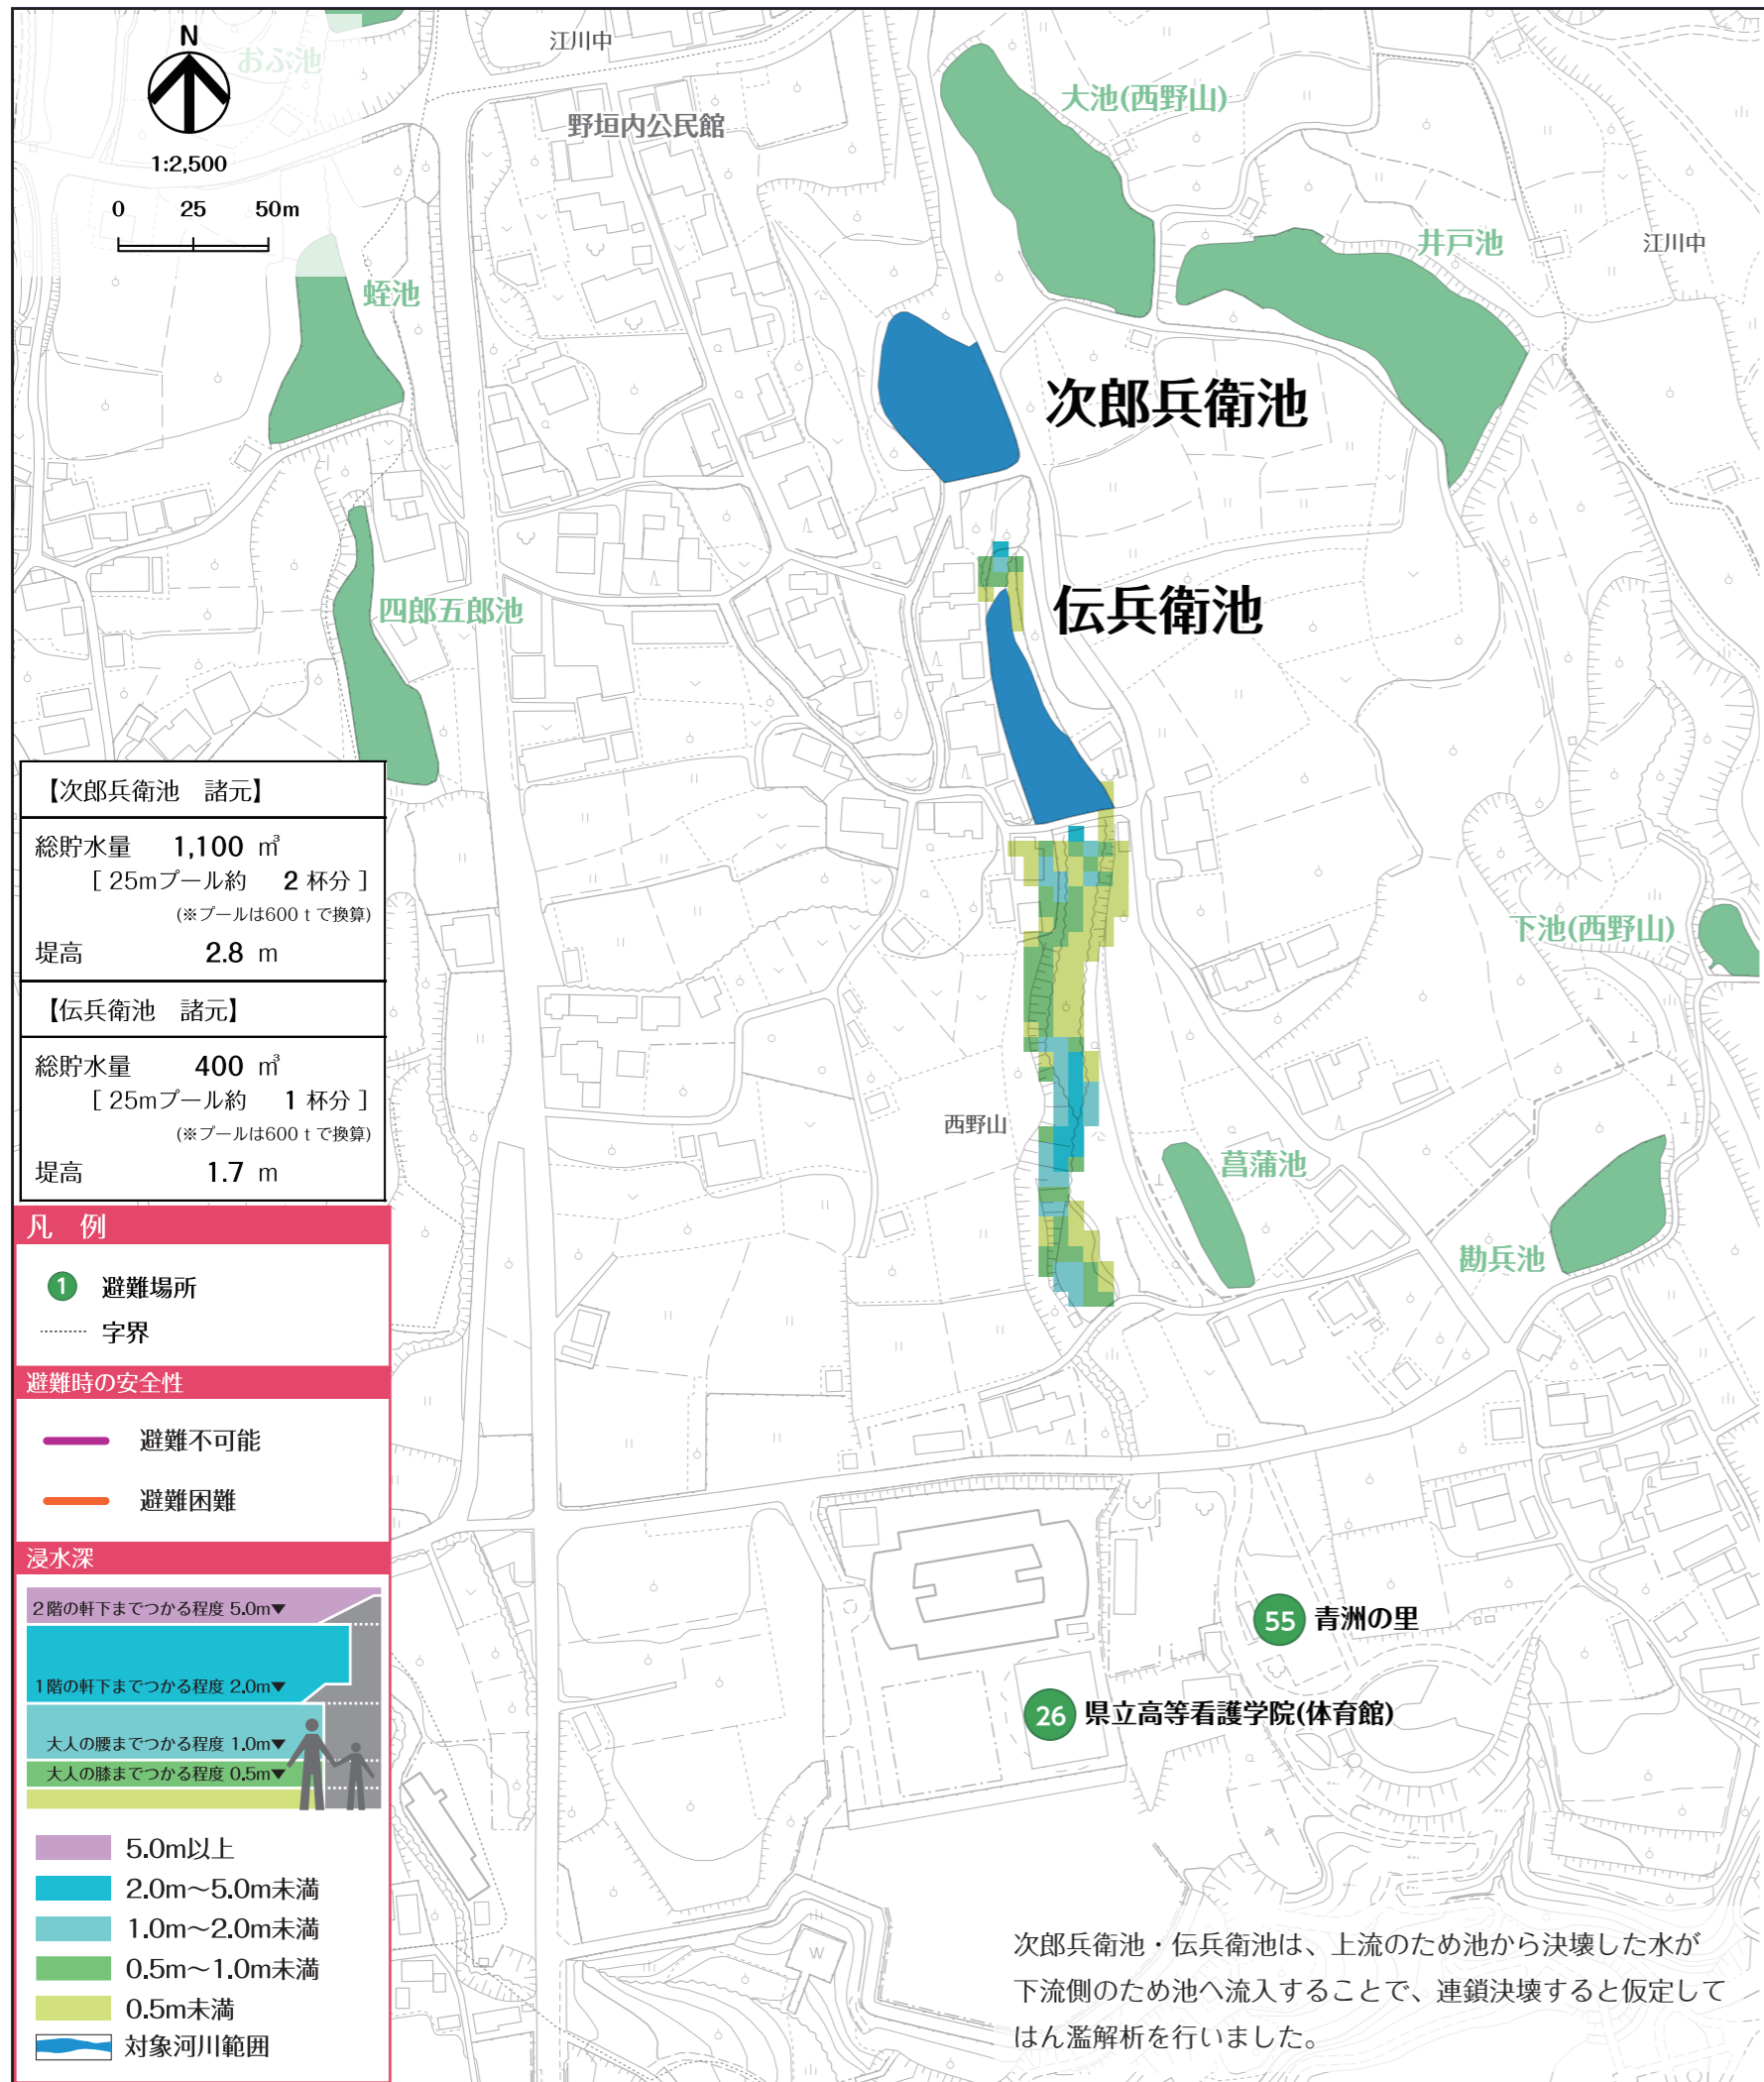 N
1:2,500
0 25 50m
おぶ池
江川中
野垣内公民館
大池(西野山)
井戸池
江川中
蛭池
次郎兵衛池
伝兵衛池
四郎五郎池
下池(西野山)
西野山
菖蒲池
勘兵池
55 青洲の里
26 県立高等看護学院(体育館)
W
【次郎兵衛池 諸元】
総貯水量 1,100 ㎥
[ 25mプール約 2 杯分 ]
(※プールは600 t で換算)
堤高 2.8 m
【伝兵衛池 諸元】
総貯水量 400 ㎥
[ 25mプール約 1 杯分 ]
(※プールは600 t で換算)
堤高 1.7 m
凡 例
1 避難場所
字界
避難時の安全性
避難不可能
避難困難
浸水深
2階の軒下までつかる程度 5.0m▼
1階の軒下までつかる程度 2.0m▼
大人の腰までつかる程度 1.0m▼
大人の膝までつかる程度 0.5m▼
5.0m以上
2.0m〜5.0m未満
1.0m〜2.0m未満
0.5m〜1.0m未満
0.5m未満
対象河川範囲
次郎兵衛池・伝兵衛池は、上流のため池から決壊した水が
下流側のため池へ流入することで、連鎖決壊すると仮定して
はん濫解析を行いました。